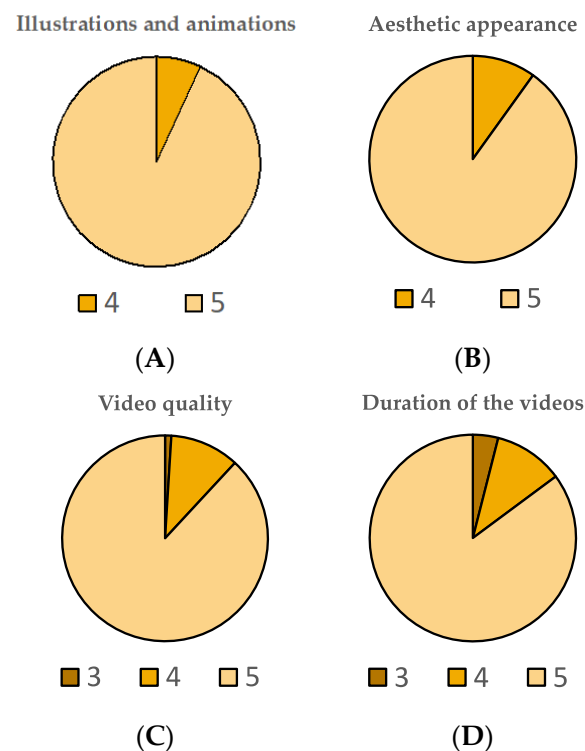 Illustrations and animations
Aesthetic appearance
4 5
4 5
(A)
(B)
Video quality
Duration of the videos
3 4 5
3 4 5
(C)
(D)